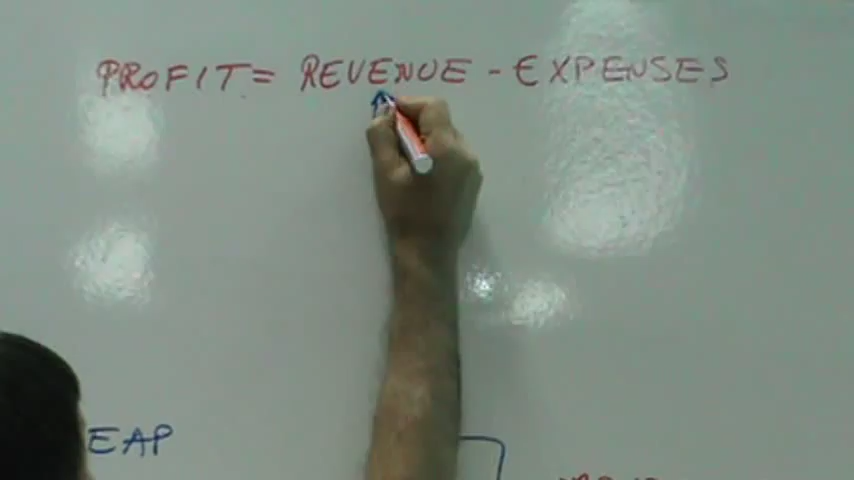 PROFIT = REVENUE - EXPENSES
EAP